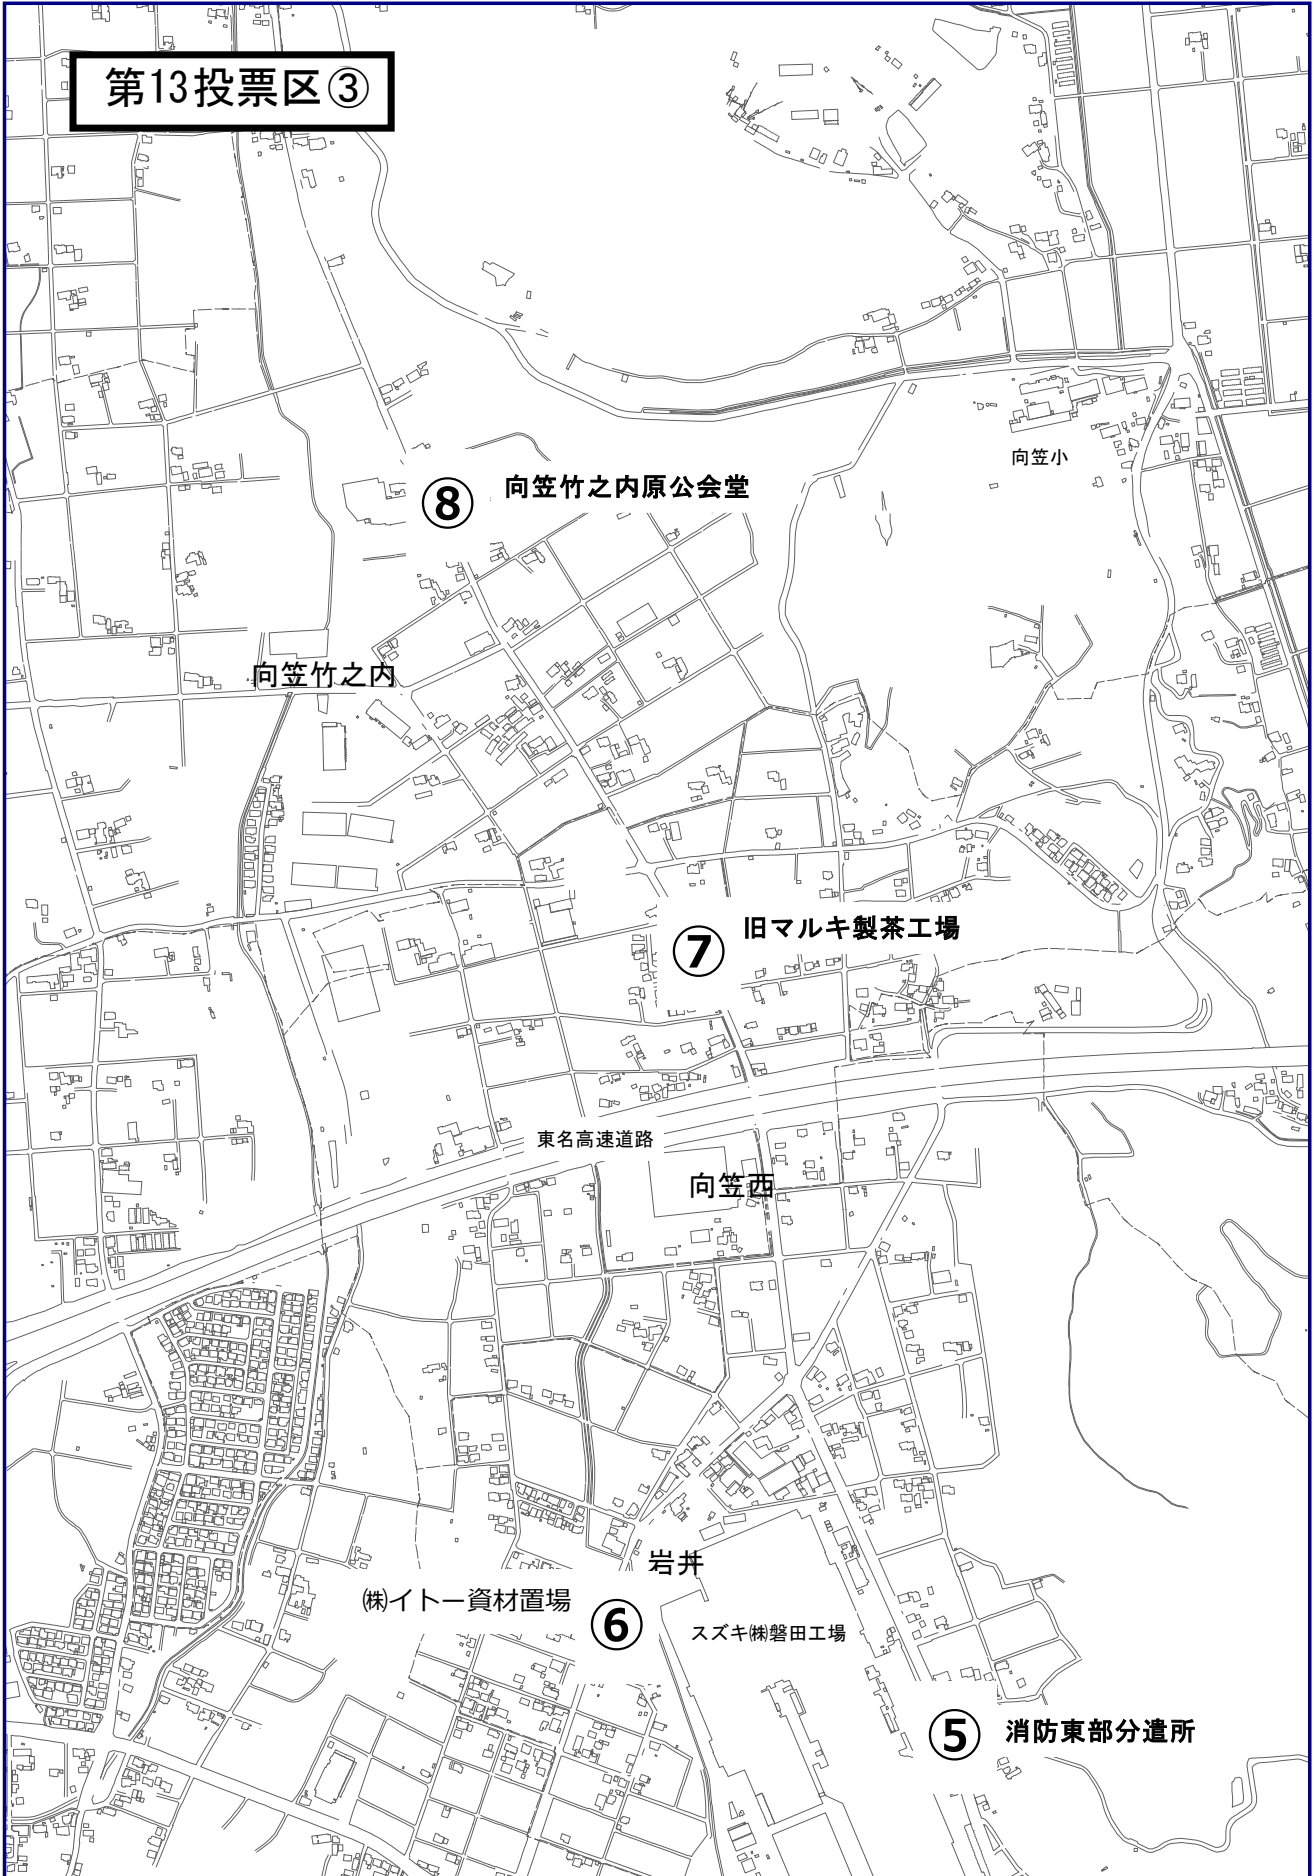 第13投票区③
向笠小
⑧
向笠竹之内原公会堂
向笠竹之内
⑦
旧マルキ製茶工場
東名高速道路
向笠西
岩井
㈱イトー資材置場
⑥
スズキ㈱磐田工場
⑤
消防東部分遣所